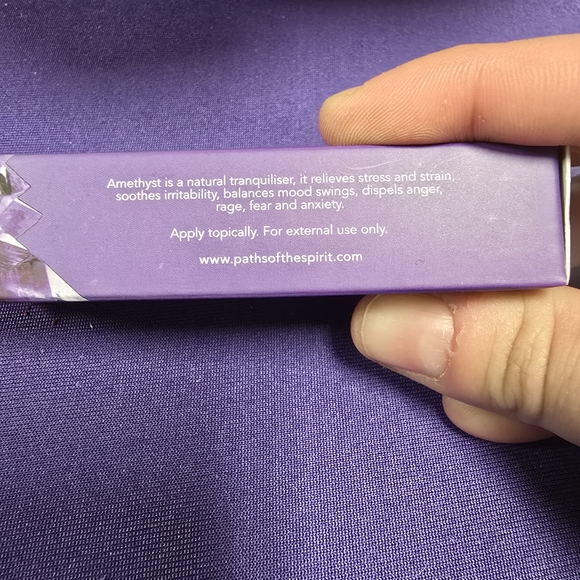 Amethyst is a natural tranquiliser, it relieves stress and strain,
soothes irritability, balances mood swings, dispels anger,
rage, fear and anxiety.
Apply topically. For external use only.
www.pathsofthespirit.com